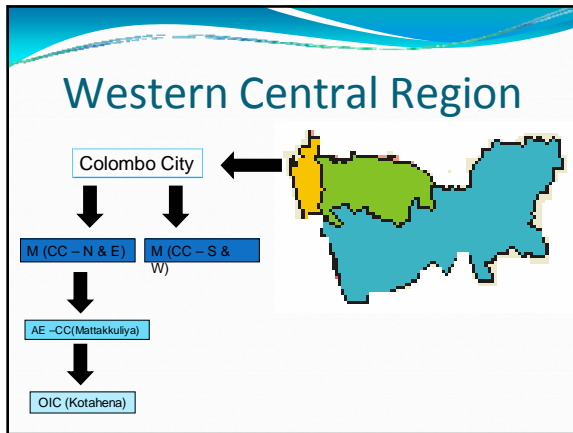 Western Central Region
Colombo City
M (CC – N & E)
M (CC – S &
W)
AE –CC(Mattakkuliya)
OIC (Kotahena)